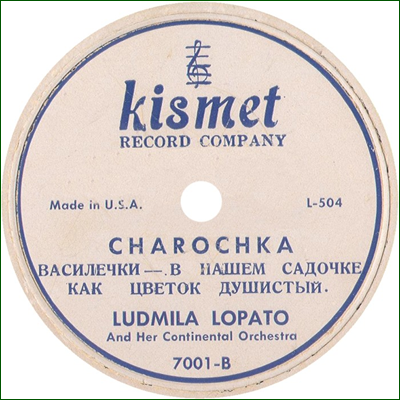 kismet
RECORD COMPANY
Made in U.S.A. L-504
CHAROCHKA
ВАСИЛЕЧКИ — В НАШЕМ САДОЧКЕ
КАК ЦВЕТОК ДУШИСТЫЙ.
LUDMILA LOPATO
And Her Continental Orchestra
7001-B